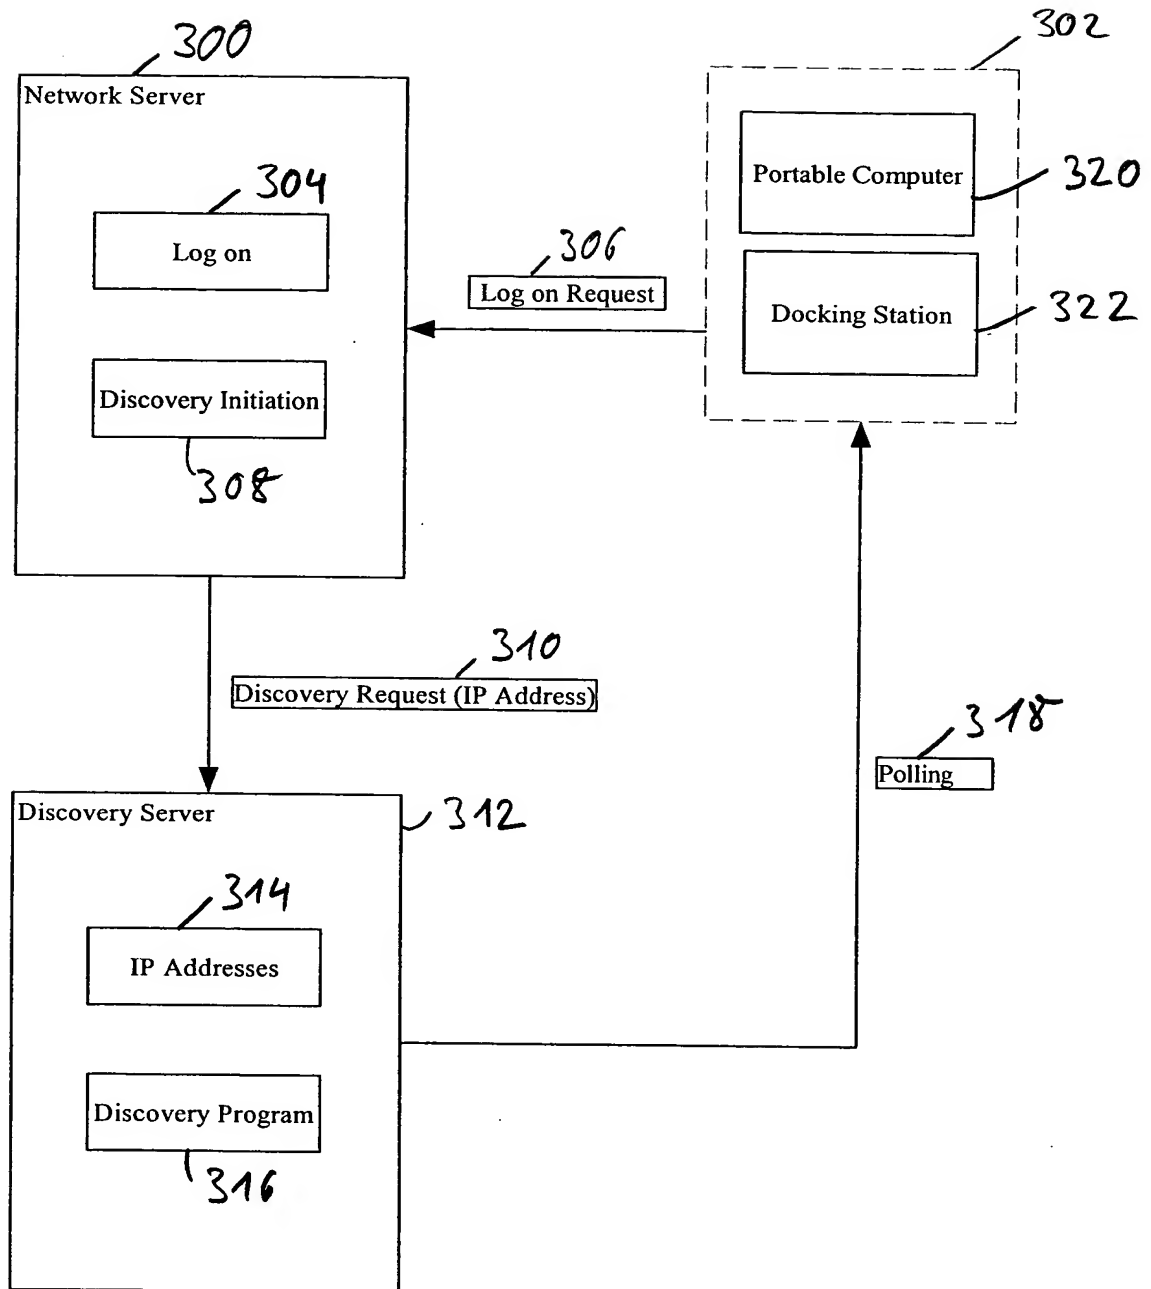 300
302
Network Server
304
Log on
Portable Computer
320
306
Log on Request
Docking Station
322
Discovery Initiation
308
310
Discovery Request (IP Address)
318
Polling
Discovery Server
312
314
IP Addresses
Discovery Program
316